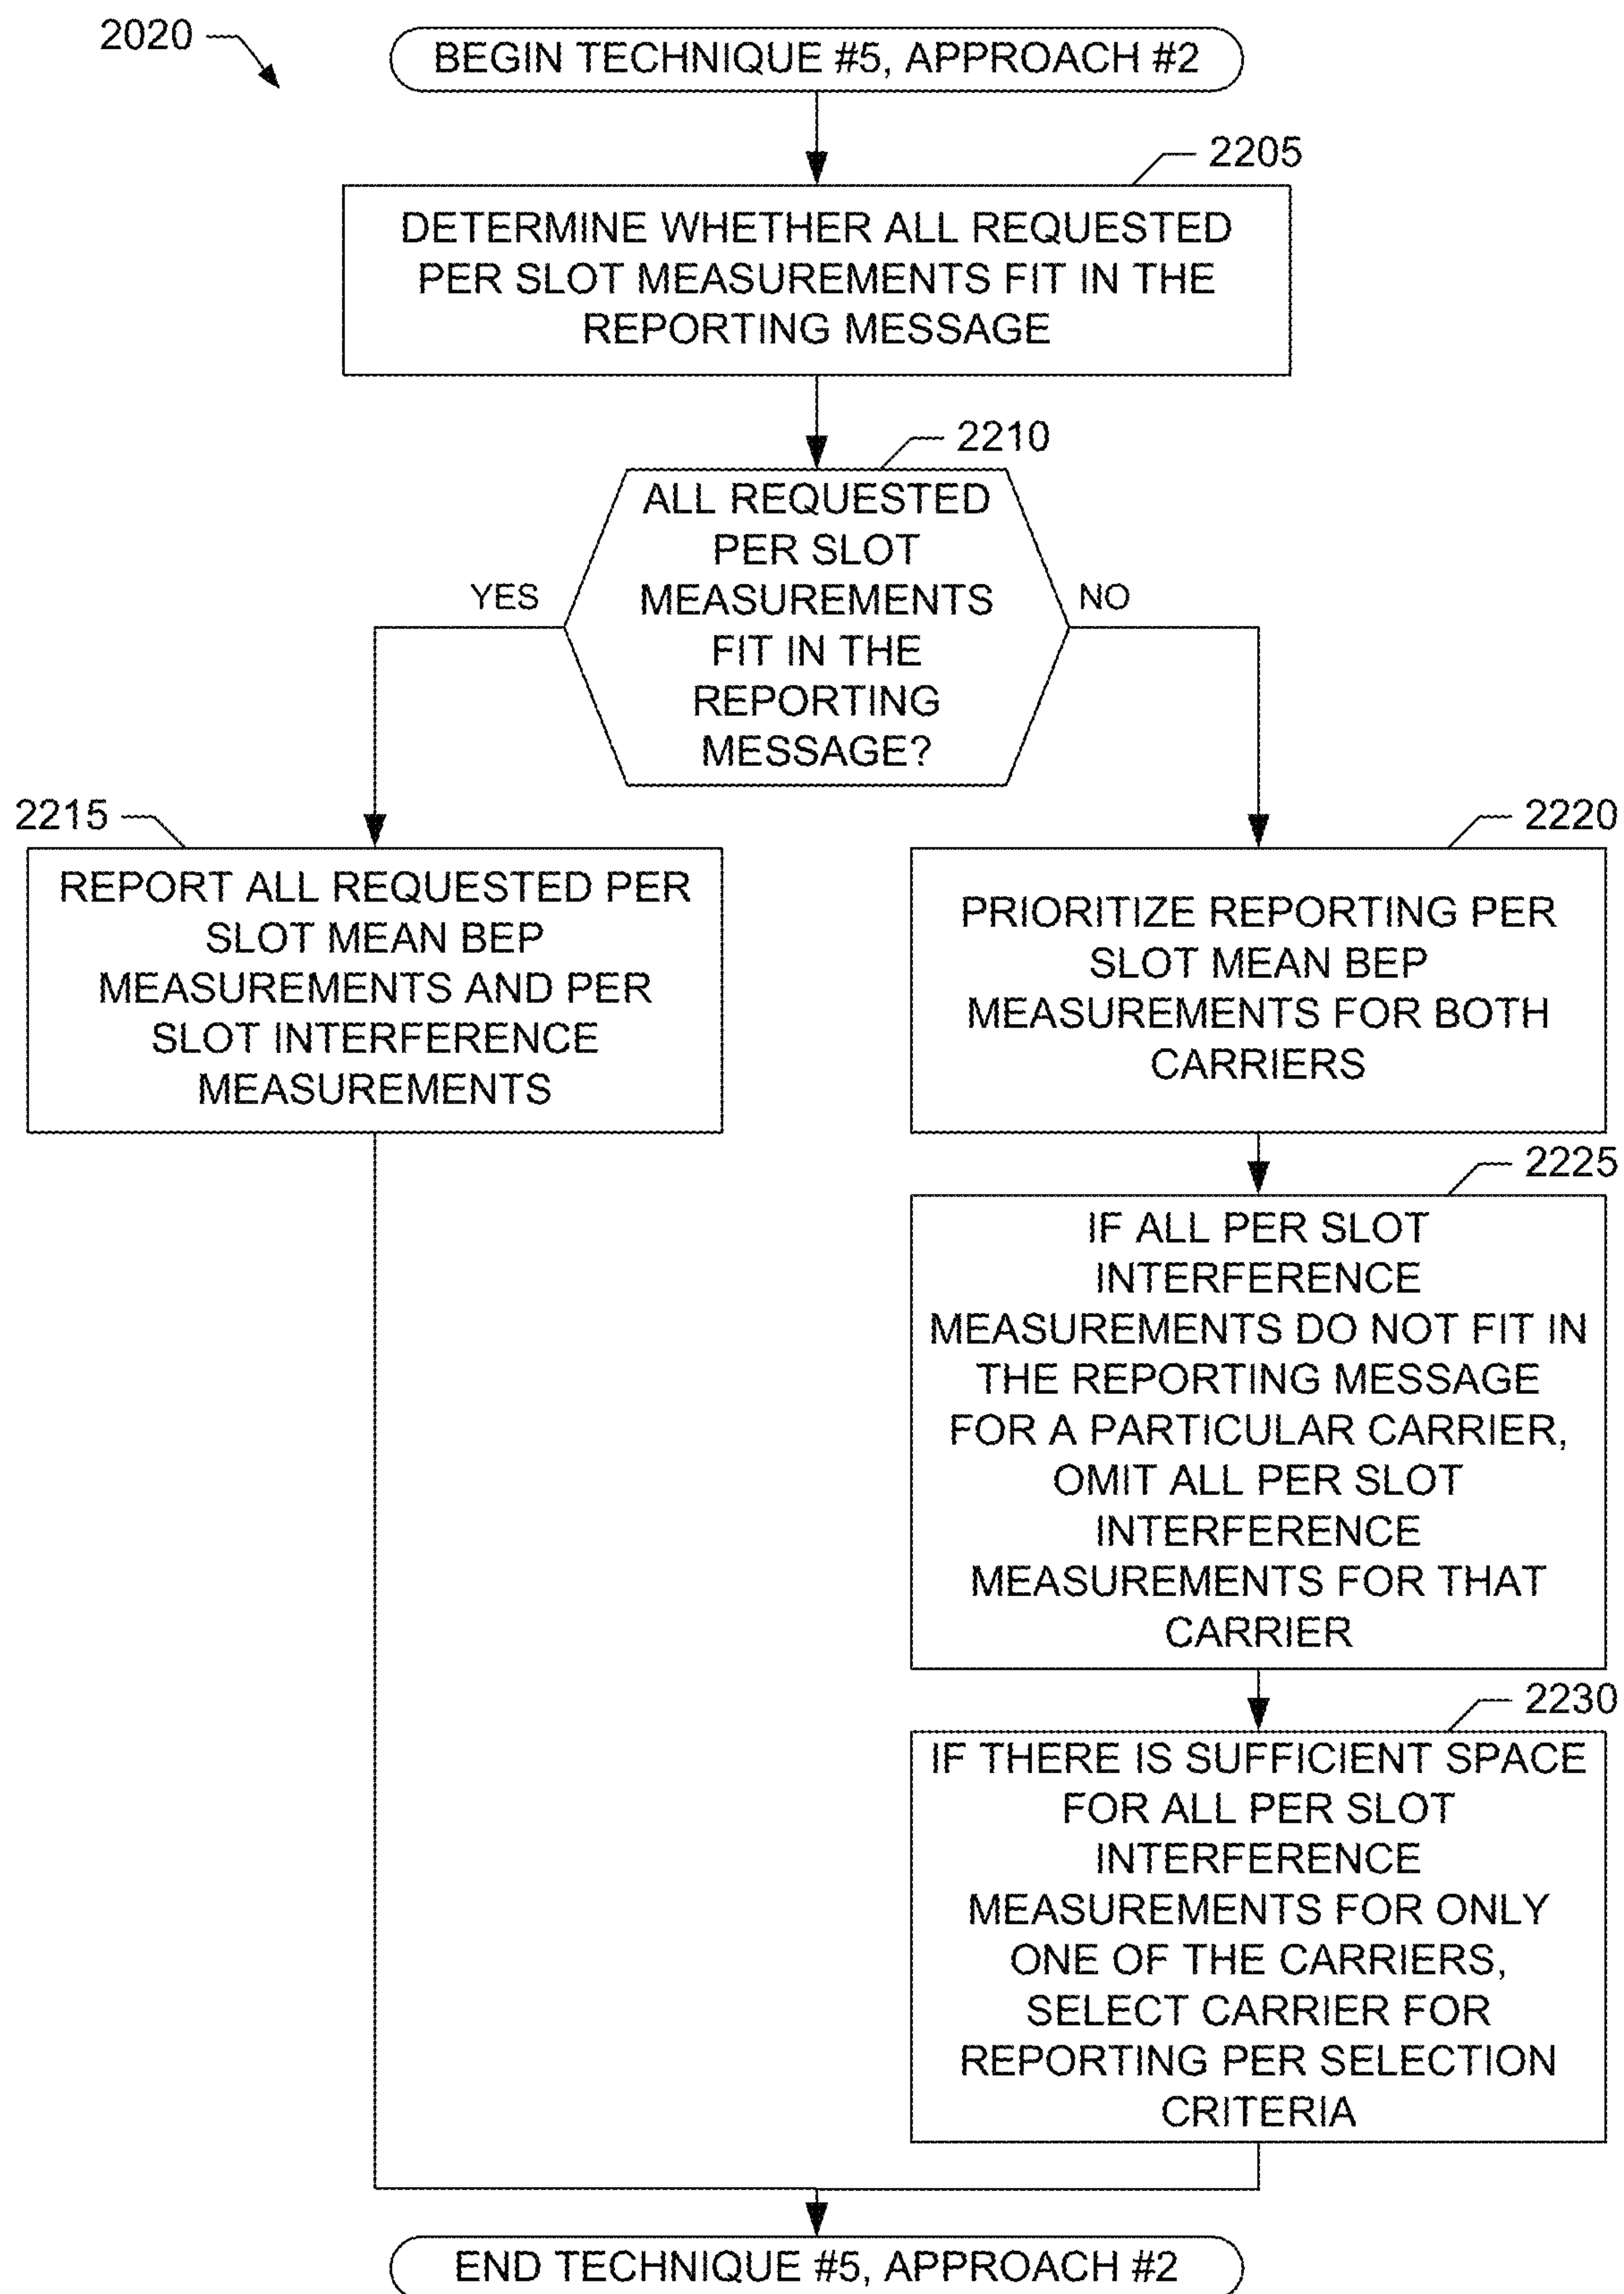 2020
BEGIN TECHNIQUE #5, APPROACH #2
2205
DETERMINE WHETHER ALL REQUESTED
PER SLOT MEASUREMENTS FIT IN THE
REPORTING MESSAGE
2210
ALL REQUESTED
PER SLOT
MEASUREMENTS
FIT IN THE
REPORTING
MESSAGE?
YES
NO
2215
REPORT ALL REQUESTED PER
SLOT MEAN BEP
MEASUREMENTS AND PER
SLOT INTERFERENCE
MEASUREMENTS
2220
PRIORITIZE REPORTING PER
SLOT MEAN BEP
MEASUREMENTS FOR BOTH
CARRIERS
2225
IF ALL PER SLOT
INTERFERENCE
MEASUREMENTS DO NOT FIT IN
THE REPORTING MESSAGE
FOR A PARTICULAR CARRIER,
OMIT ALL PER SLOT
INTERFERENCE
MEASUREMENTS FOR THAT
CARRIER
2230
IF THERE IS SUFFICIENT SPACE
FOR ALL PER SLOT
INTERFERENCE
MEASUREMENTS FOR ONLY
ONE OF THE CARRIERS,
SELECT CARRIER FOR
REPORTING PER SELECTION
CRITERIA
END TECHNIQUE #5, APPROACH #2